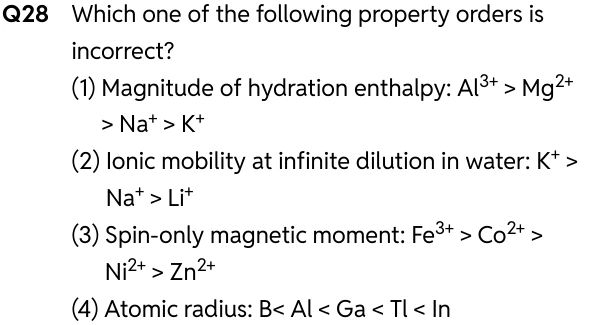 Q28 Which one of the following property orders is
incorrect?
(1) Magnitude of hydration enthalpy: Al³⁺ > Mg²⁺
> Na⁺ > K⁺
(2) Ionic mobility at infinite dilution in water: K⁺ >
Na⁺ > Li⁺
(3) Spin-only magnetic moment: Fe³⁺ > Co²⁺ >
Ni²⁺ > Zn²⁺
(4) Atomic radius: B< Al < Ga < Tl < In